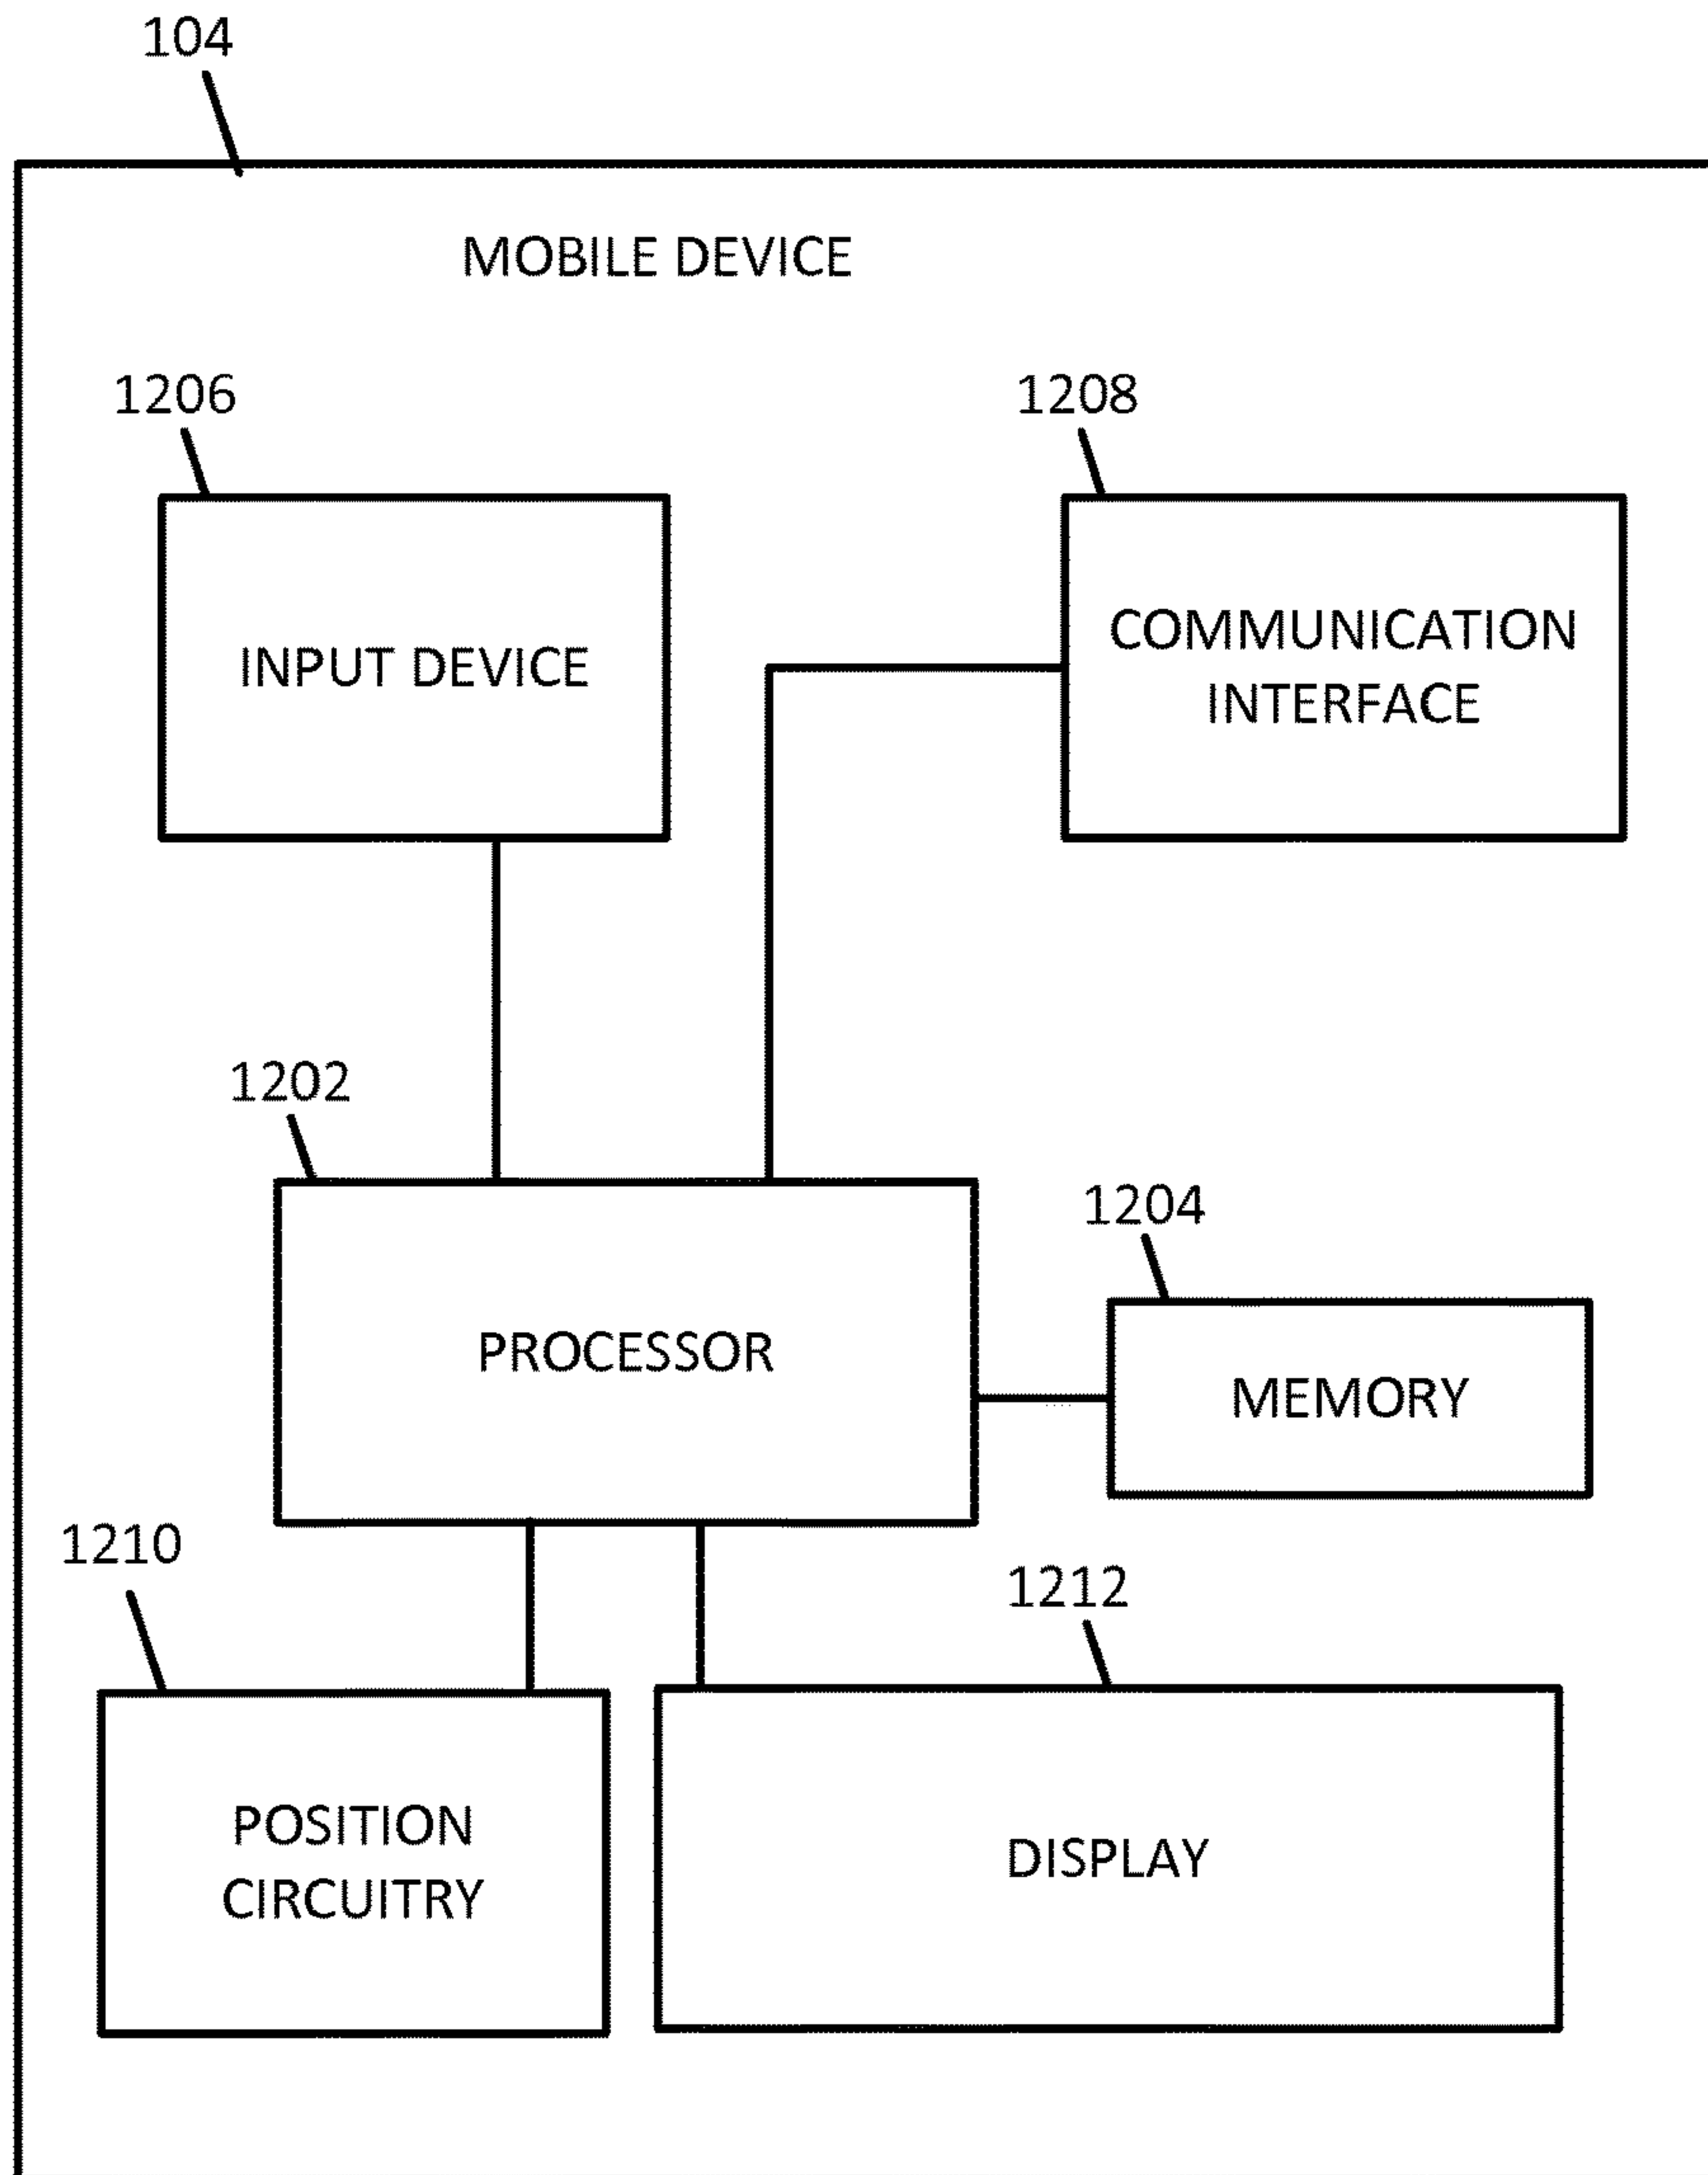 104
MOBILE DEVICE
1206
1208
INPUT DEVICE
COMMUNICATION
INTERFACE
1202
1204
PROCESSOR
MEMORY
1210
1212
POSITION
CIRCUITRY
DISPLAY